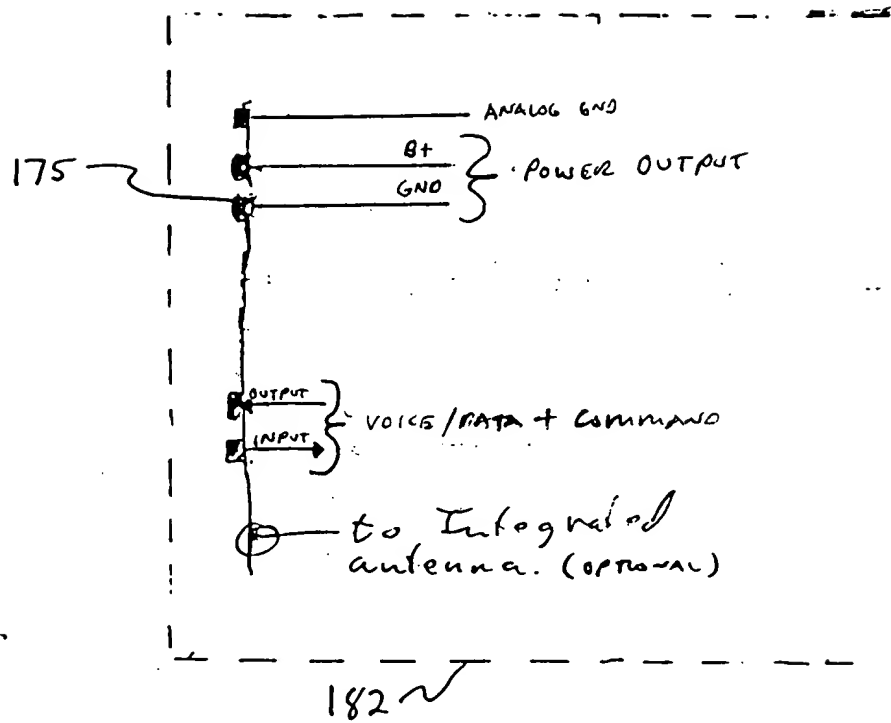 ANALOG GND
B+
175
POWER OUTPUT
GND
OUTPUT
VOICE/DATA + COMMAND
INPUT
to Integrated
antenna. (OPTIONAL)
182